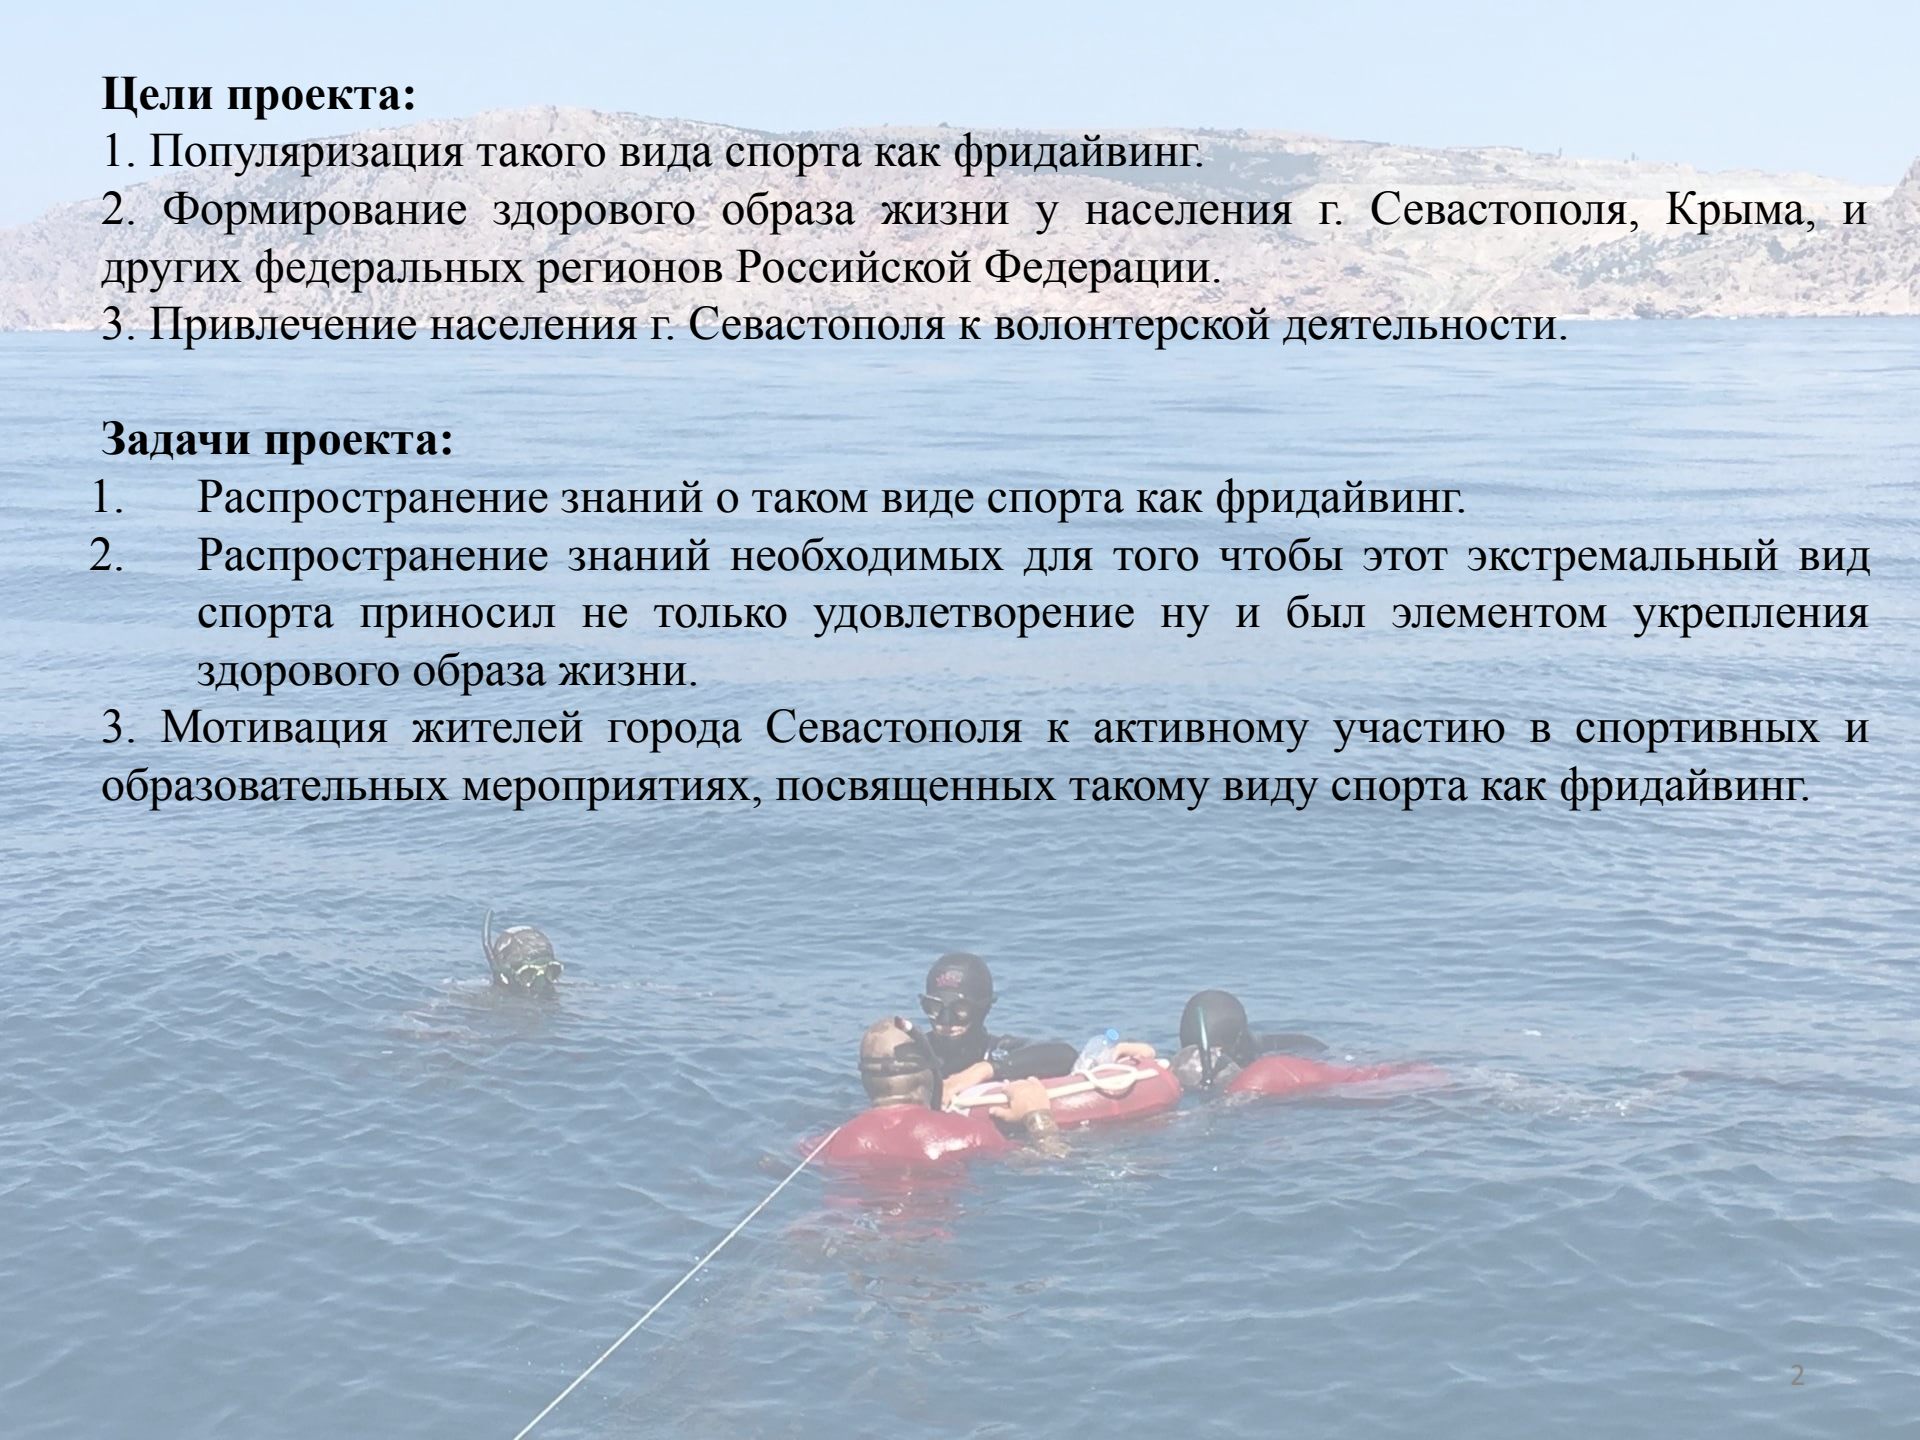 Цели проекта:
1. Популяризация такого вида спорта как фридайвинг.
2. Формирование здорового образа жизни у населения г. Севастополя, Крыма, и
других федеральных регионов Российской Федерации.
3. Привлечение населения г. Севастополя к волонтерской деятельности.
Задачи проекта:
1. Распространение знаний о таком виде спорта как фридайвинг.
2. Распространение знаний необходимых для того чтобы этот экстремальный вид
спорта приносил не только удовлетворение ну и был элементом укрепления
здорового образа жизни.
3. Мотивация жителей города Севастополя к активному участию в спортивных и
образовательных мероприятиях, посвященных такому виду спорта как фридайвинг.
2